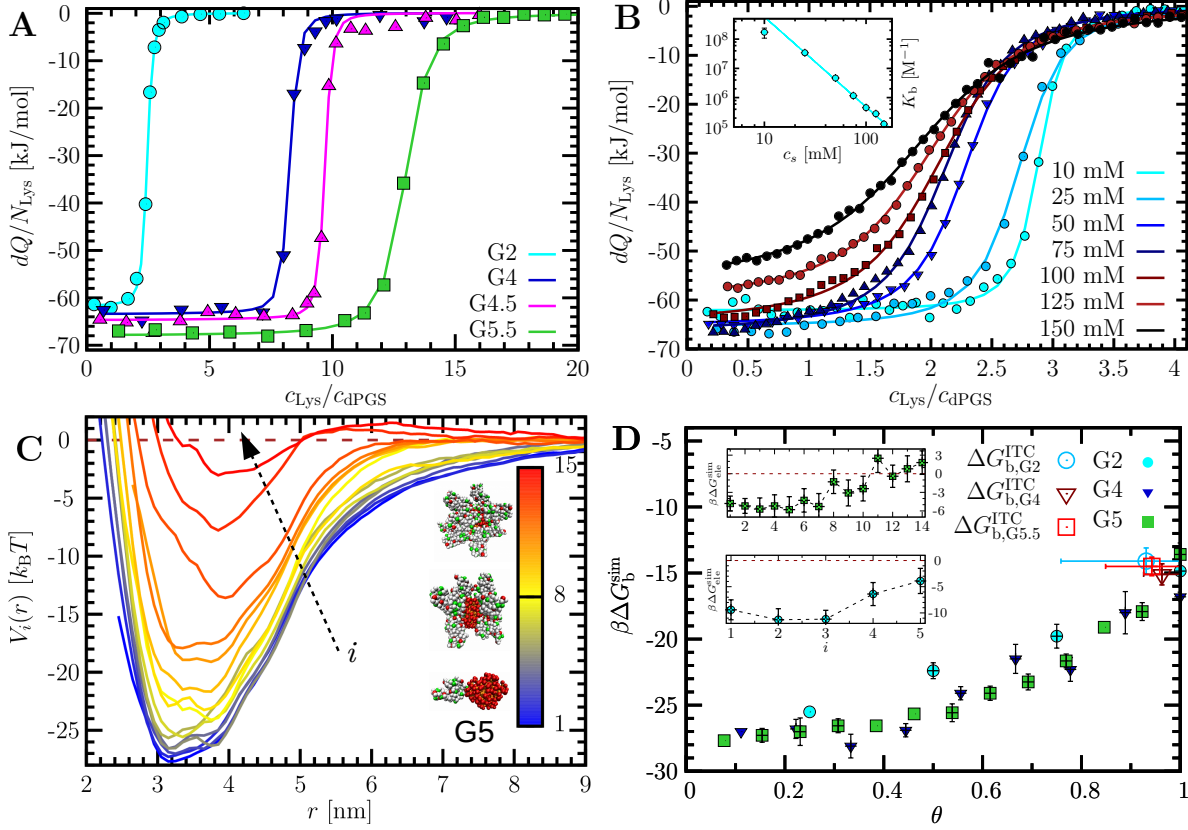 A
dQ/N_Lys [kJ/mol]
0
-10
-20
-30
-40
-50
-60
-70
G2
G4
G4.5
G5.5
0 5 10 15 20
c_Lys/c_dPGS
B
dQ/N_Lys [kJ/mol]
0
-10
-20
-30
-40
-50
-60
-70
10^8
10^7
10^6
10^5
K_b [M^−1]
10 100
c_s [mM]
10 mM
25 mM
50 mM
75 mM
100 mM
125 mM
150 mM
0 0.5 1 1.5 2 2.5 3 3.5 4
c_Lys/c_dPGS
C
V_i(r) [k_BT]
0
-5
-10
-15
-20
-25
i
15
8
1
G5
2 3 4 5 6 7 8 9
r [nm]
D
βΔG_b^sim
-5
-10
-15
-20
-25
-30
βΔG_ele^sim
3
0
-3
-6
2 4 6 8 10 12 14
βΔG_ele^sim
0
-5
-10
1 2 3 4 5
i
ΔG_b,G2^ITC
ΔG_b,G4^ITC
ΔG_b,G5.5^ITC
G2
G4
G5
0 0.2 0.4 0.6 0.8 1
θ